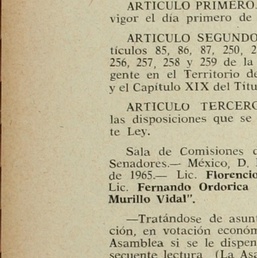 ARTICULO PRIMERO.
vigor el día primero de
ARTICULO SEGUNDO
tículos 85, 86, 87, 250, 2
256, 257, 258 y 259 de la
gente en el Territorio de
y el Capítulo XIX del Títu
ARTICULO TERCERO
las disposiciones que se
te Ley.
Sala de Comisiones d
Senadores.— México, D.
de 1965.— Lic. Florencio
Lic. Fernando Ordorica
Murillo Vidal".
—Tratándose de asunt
ción, en votación económ
Asamblea si se le dispen
secuente lectura. (La Asa